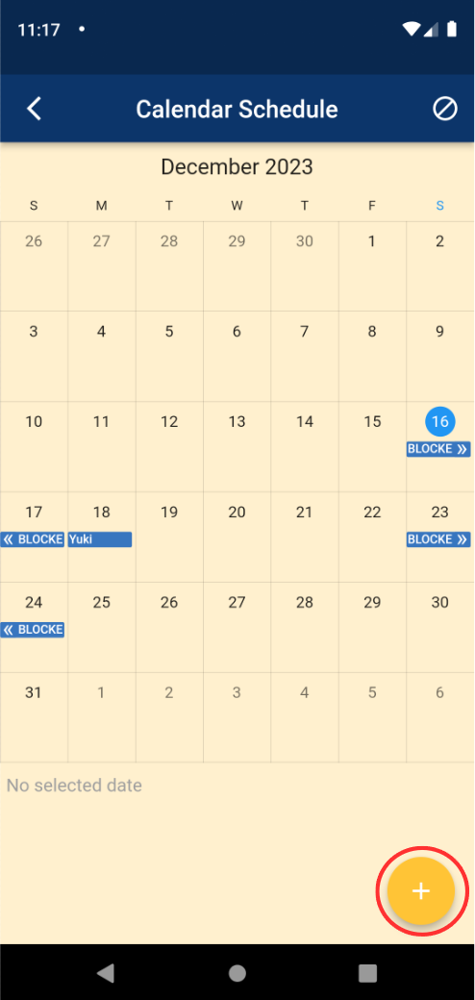 11:17
Calendar Schedule
December 2023
S M T W T F S
26 27 28 29 30 1 2
3 4 5 6 7 8 9
10 11 12 13 14 15 16
BLOCKE »
17 18 19 20 21 22 23
« BLOCKE Yuki BLOCKE »
24 25 26 27 28 29 30
« BLOCKE
31 1 2 3 4 5 6
No selected date
+